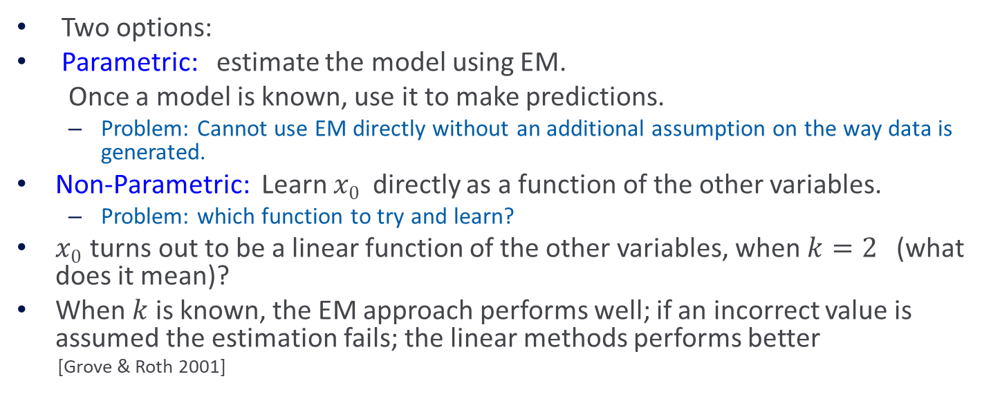 • Two options:
• Parametric: estimate the model using EM.
Once a model is known, use it to make predictions.
– Problem: Cannot use EM directly without an additional assumption on the way data is
generated.
• Non-Parametric: Learn x₀ directly as a function of the other variables.
– Problem: which function to try and learn?
• x₀ turns out to be a linear function of the other variables, when k = 2 (what
does it mean)?
• When k is known, the EM approach performs well; if an incorrect value is
assumed the estimation fails; the linear methods performs better
[Grove & Roth 2001]